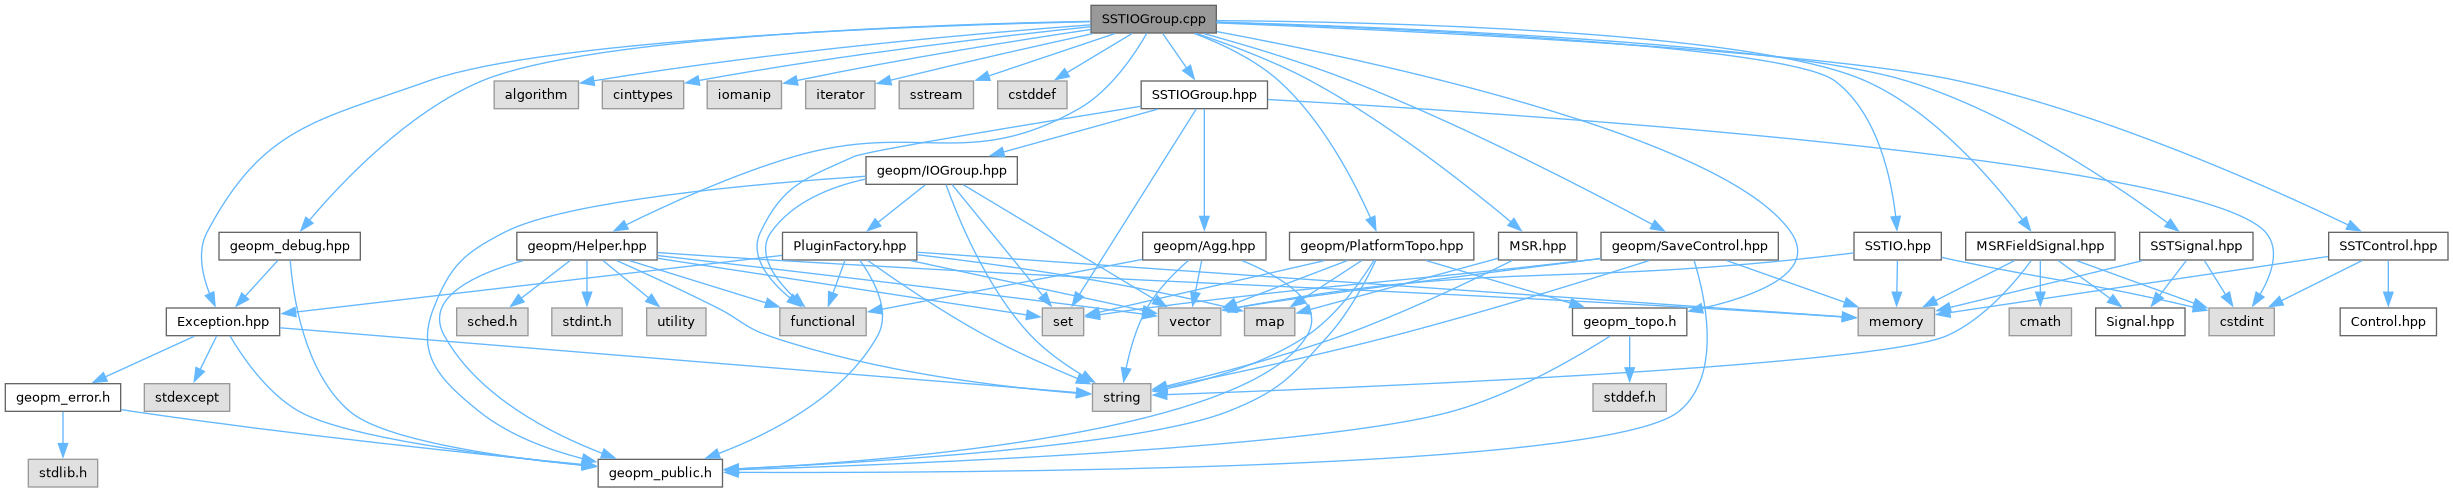 SSTIOGroup.cpp
algorithm
cinttypes
iomanip
iterator
sstream
cstddef
SSTIOGroup.hpp
geopm/IOGroup.hpp
geopm_debug.hpp
geopm/Helper.hpp
PluginFactory.hpp
geopm/Agg.hpp
geopm/PlatformTopo.hpp
MSR.hpp
geopm/SaveControl.hpp
SSTIO.hpp
MSRFieldSignal.hpp
SSTSignal.hpp
SSTControl.hpp
Exception.hpp
sched.h
stdint.h
utility
functional
set
vector
map
geopm_topo.h
memory
cmath
Signal.hpp
cstdint
Control.hpp
geopm_error.h
stdexcept
string
stddef.h
stdlib.h
geopm_public.h